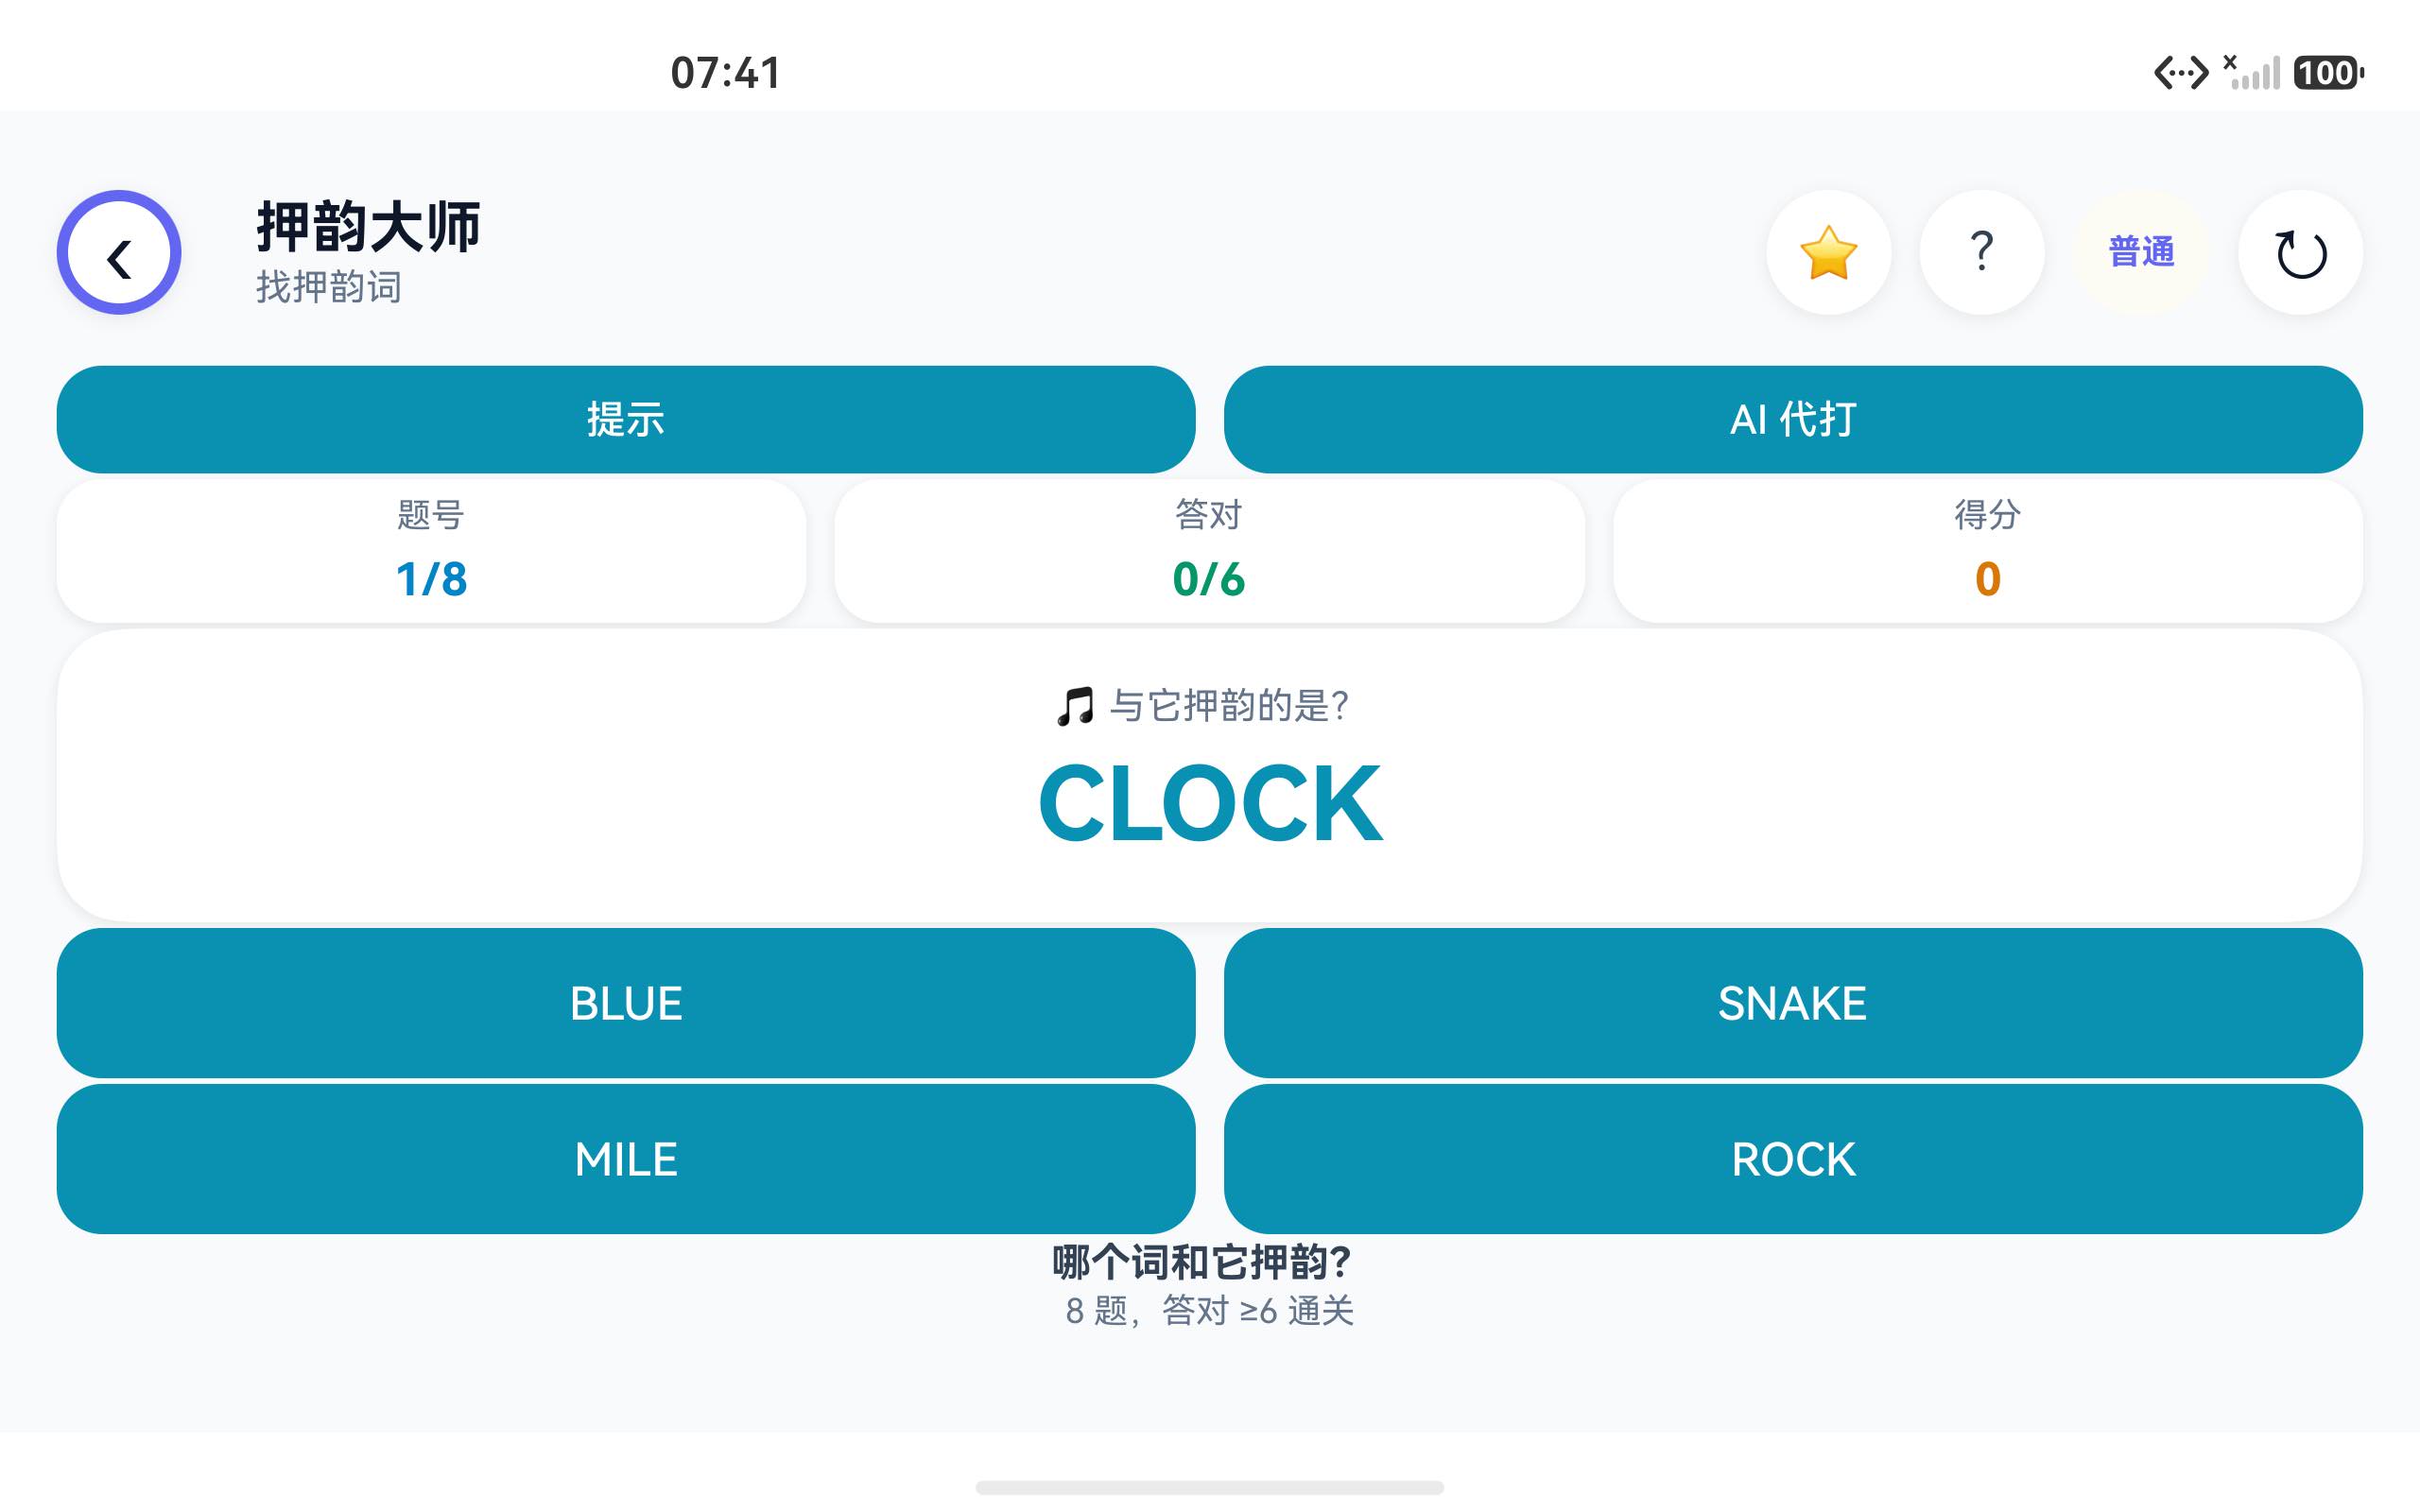 07:41
100
押韵大师
找押韵词
?
普通
提示
AI 代打
题号
1/8
答对
0/6
得分
0
与它押韵的是？
CLOCK
BLUE
SNAKE
MILE
ROCK
哪个词和它押韵？
8 题，答对 ≥6 通关